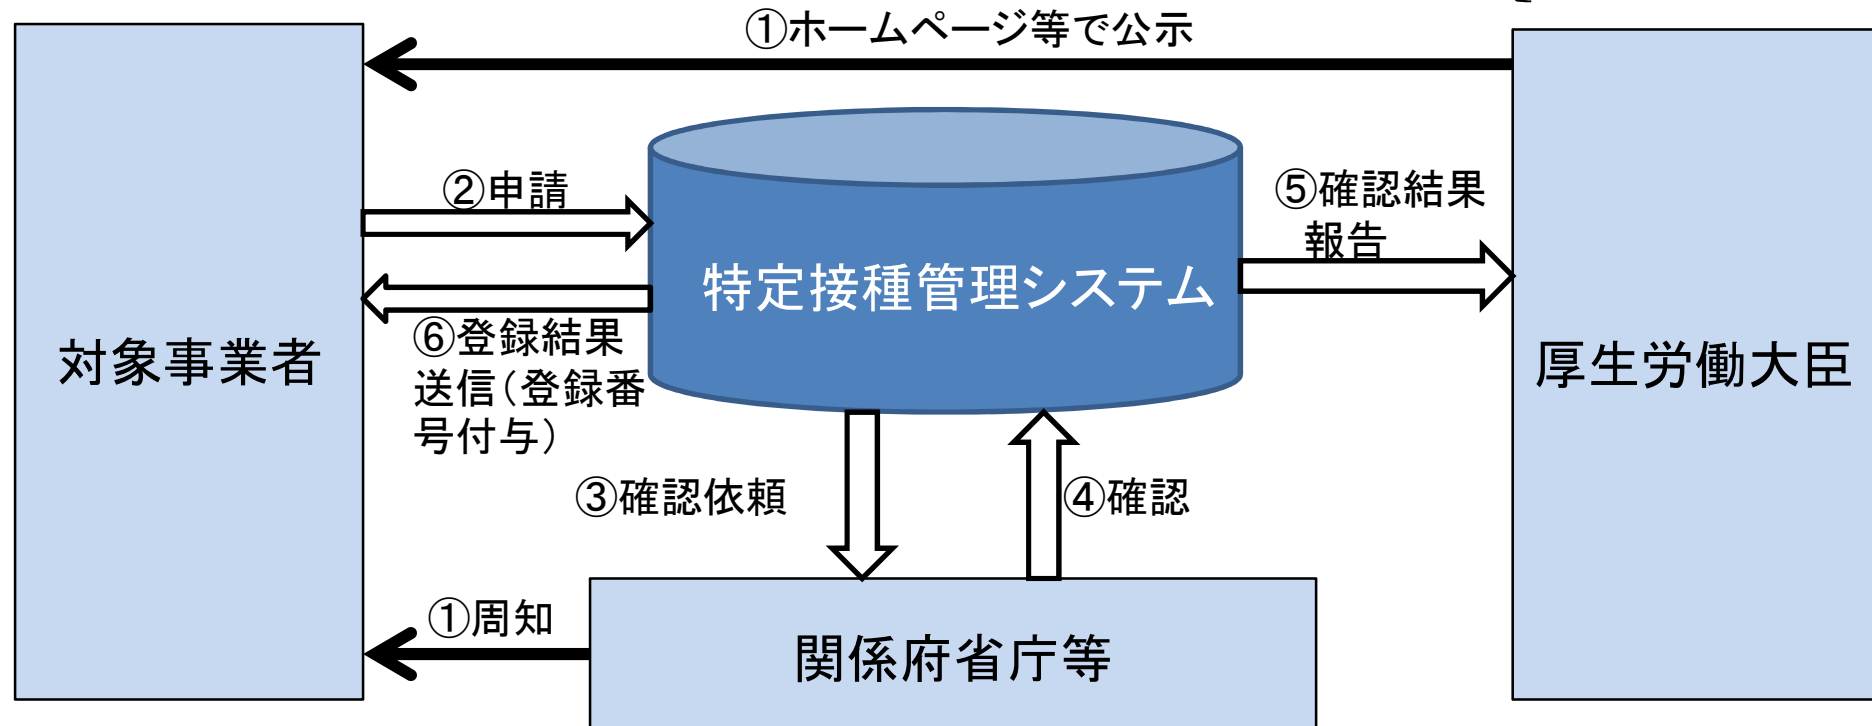 ①ホームページ等で公示
②申請
⑤確認結果
報告
特定接種管理システム
⑥登録結果
送信(登録番
号付与)
対象事業者
厚生労働大臣
③確認依頼
④確認
①周知
関係府省庁等